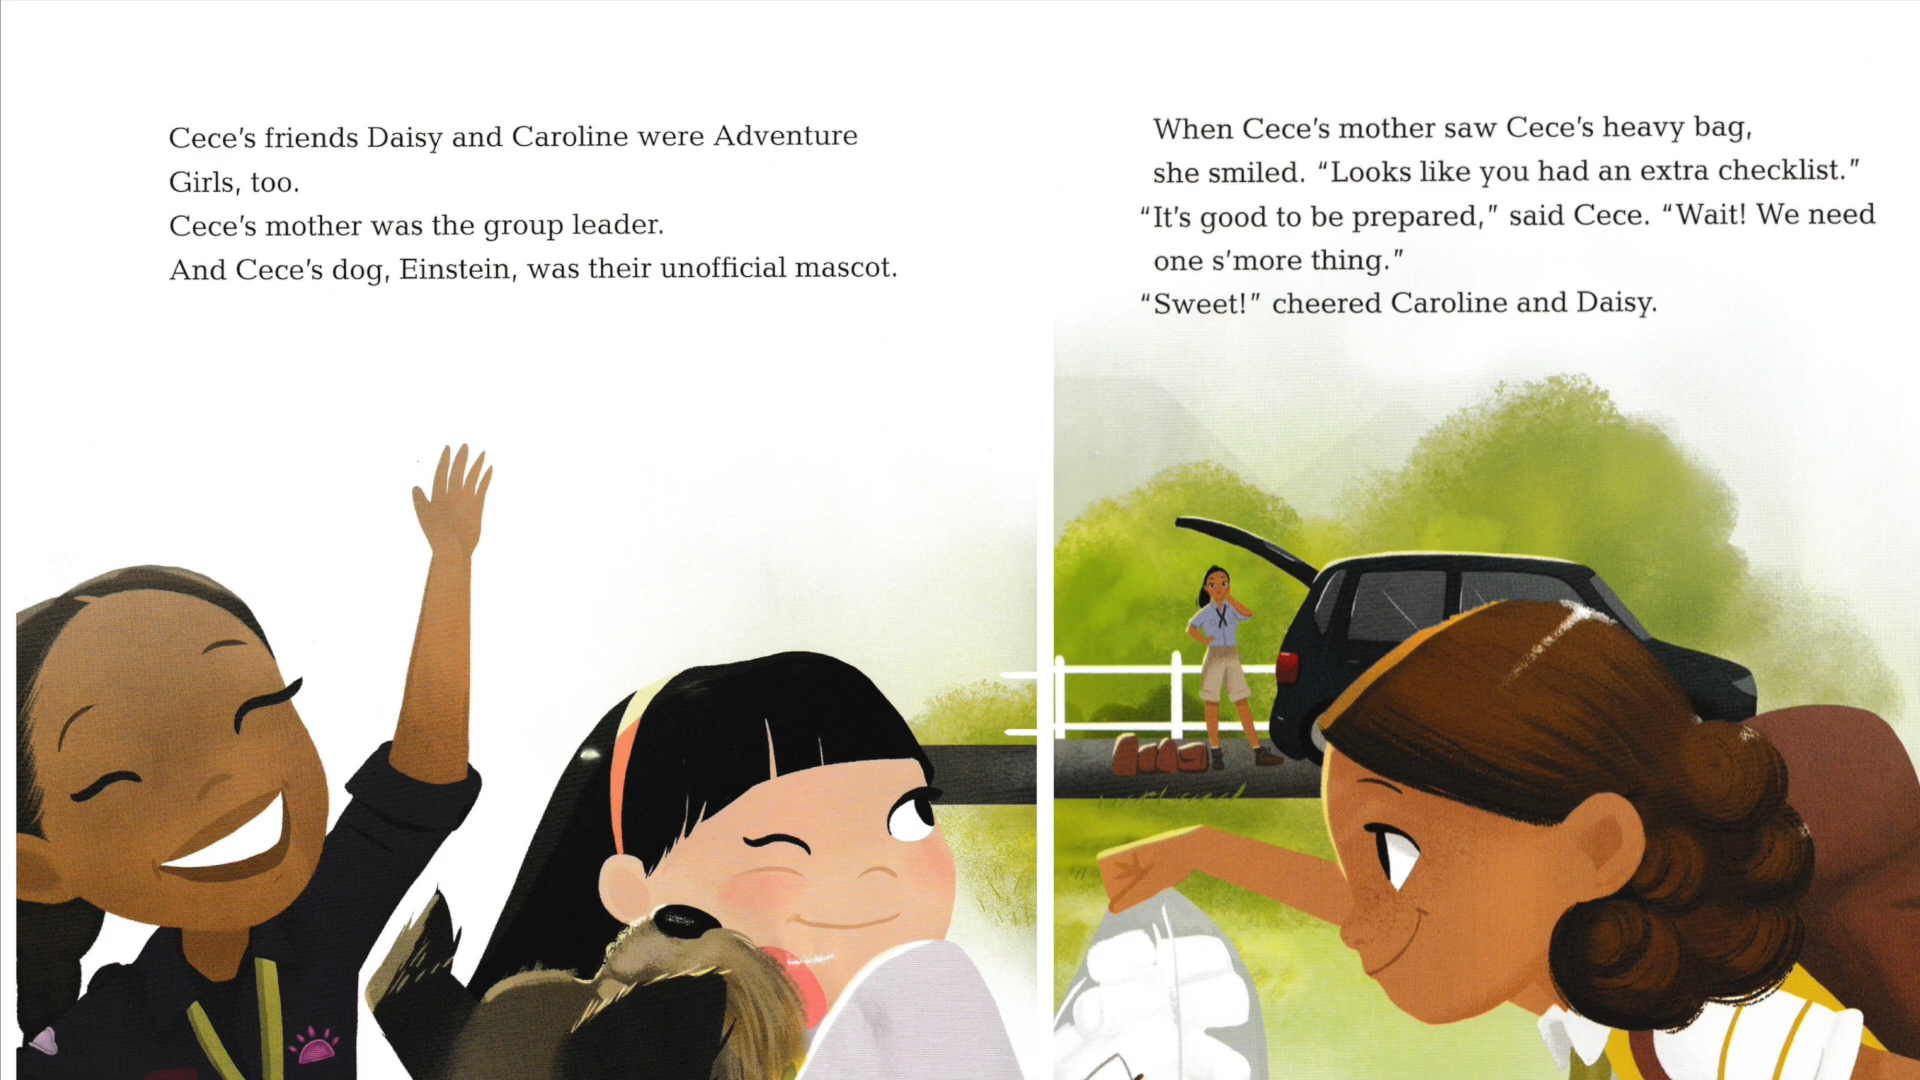 Cece’s friends Daisy and Caroline were Adventure
Girls, too.
Cece’s mother was the group leader.
And Cece’s dog, Einstein, was their unofficial mascot.
When Cece’s mother saw Cece’s heavy bag,
she smiled. “Looks like you had an extra checklist.”
“It’s good to be prepared,” said Cece. “Wait! We need
one s’more thing.”
“Sweet!” cheered Caroline and Daisy.